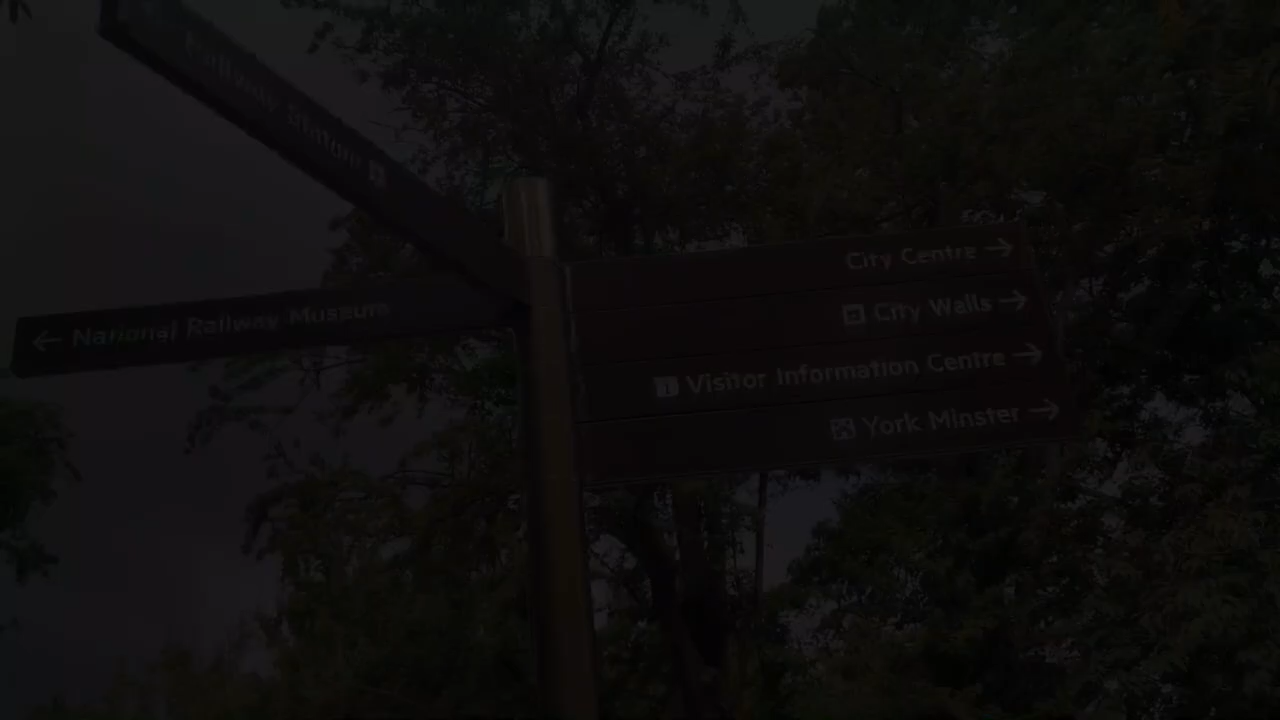 Railway Station
← National Railway Museum
City Centre →
City Walls →
i Visitor Information Centre →
York Minster →